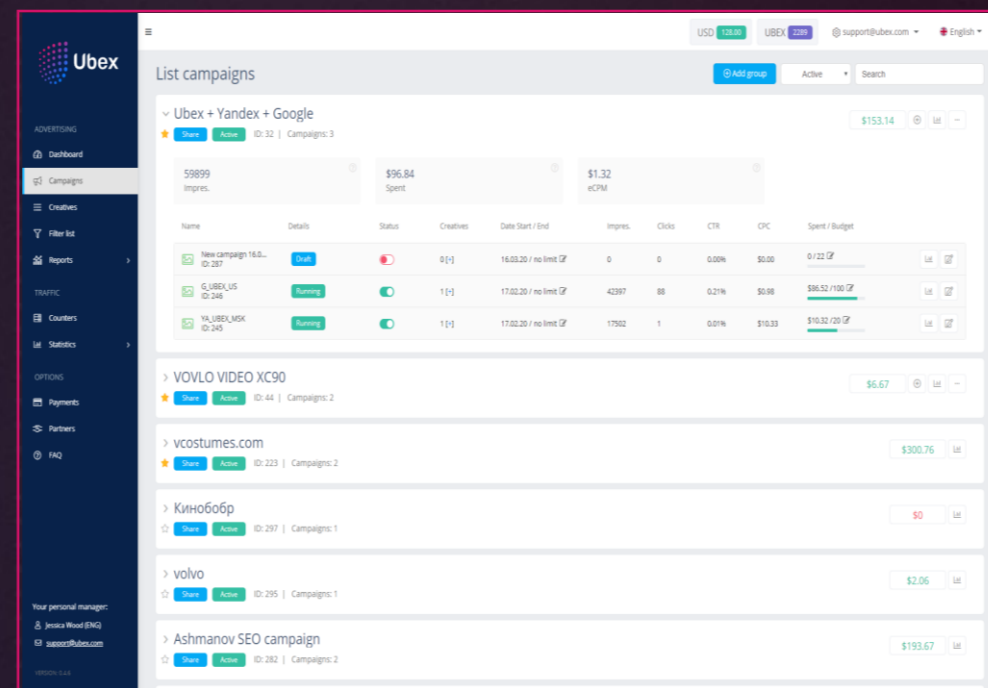 Ubex
USD 128.00 UBEX 2289 support@ubex.com English
ADVERTISING
Dashboard
Campaigns
Creatives
Filter list
Reports
TRAFFIC
Counters
Statistics
OPTIONS
Payments
Partners
FAQ
Your personal manager:
Jessica Wood (ENG)
support@ubex.com
List campaigns
Add group Active Search
Ubex + Yandex + Google $153.14
Share Active ID: 32 | Campaigns: 3
59899 $96.84 $1.32
Impres. Spent eCPM
Name Details Status Creatives Date Start / End Impres. Clicks CTR CPC Spent / Budget
New campaign 16.0...
ID: 287 Draft 0 [+] 16.03.20 / no limit 0 0 0.00% $0.00 0 / 22
G_UBEX_US
ID: 246 Running 1 [+] 17.02.20 / no limit 42397 88 0.21% $0.98 $86.52 /100
YA_UBEX_MSK
ID: 245 Running 1 [+] 17.02.20 / no limit 17502 1 0.01% $10.33 $10.32 /20
VOVLO VIDEO XC90 $6.67
Share Active ID: 44 | Campaigns: 2
vcostumes.com $300.76
Share Active ID: 223 | Campaigns: 2
Кинобобр $0
Share Active ID: 297 | Campaigns: 1
volvo $2.06
Share Active ID: 295 | Campaigns: 1
Ashmanov SEO campaign $193.67
Share Active ID: 282 | Campaigns: 2